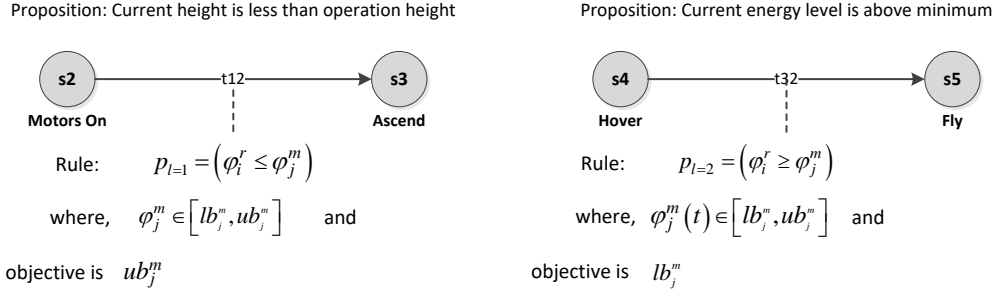 Proposition: Current height is less than operation height
s2
t12
s3
Motors On
Ascend
Rule: p_{l=1} = (φ_i^r ≤ φ_j^m)
where, φ_j^m ∈ [lb_j^m, ub_j^m] and
objective is ub_j^m
Proposition: Current energy level is above minimum
s4
t32
s5
Hover
Fly
Rule: p_{l=2} = (φ_i^r ≥ φ_j^m)
where, φ_j^m(t) ∈ [lb_j^m, ub_j^m] and
objective is lb_j^m